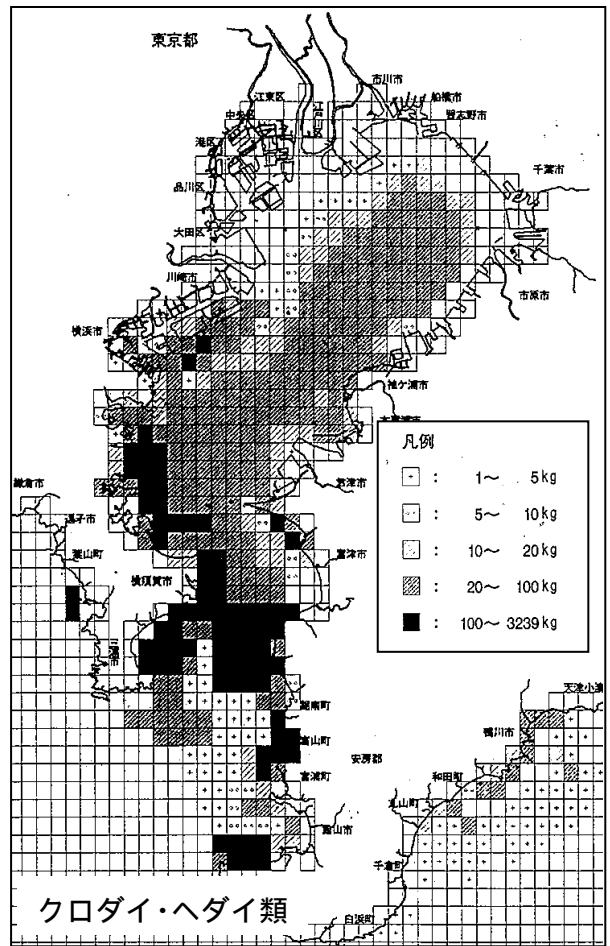 東京都
市川市
江東区
江戸川区
船橋市
中央区
習志野市
港区
千葉市
品川区
大田区
川崎市
市原市
横浜市
袖ケ浦市
木更津市
凡例
+ : 1～ 5kg
: 5～ 10kg
: 10～ 20kg
: 20～ 100kg
: 100～ 3239kg
鎌倉市
君津市
逗子市
葉山町
富津市
横須賀市
三浦市
天津小湊
鋸南町
鴨川市
富山町
安房郡
和田町
富浦町
丸山町
館山市
千倉町
クロダイ・ヘダイ類
白浜町